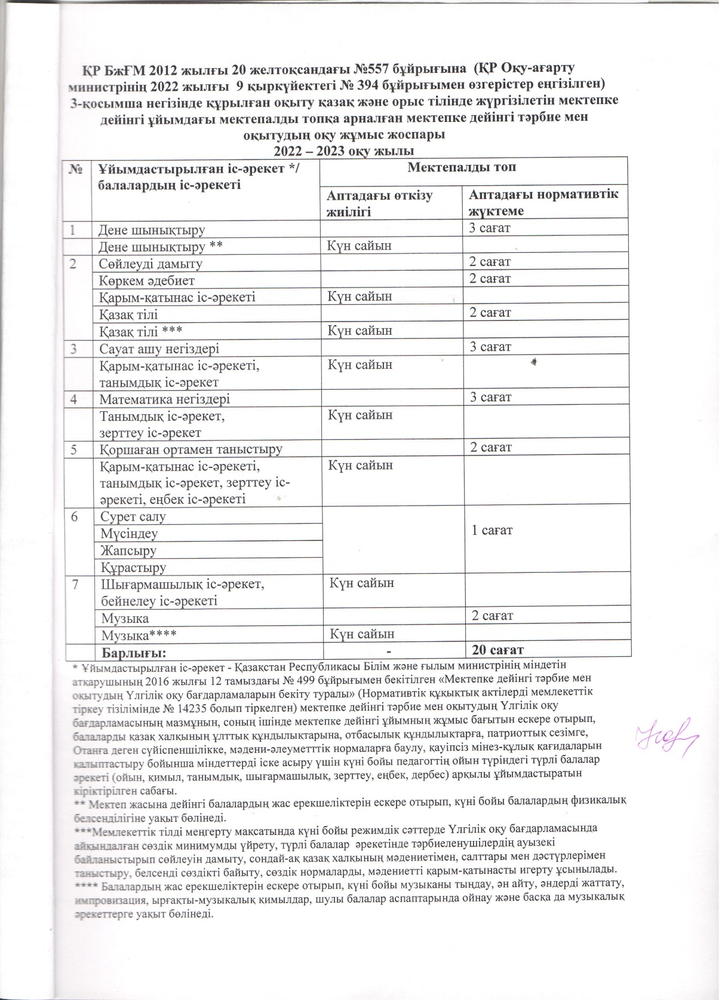 ҚР БжҒМ 2012 жылғы 20 желтоқсандағы №557 бұйрығына (ҚР Оқу-ағарту
министрінің 2022 жылғы 9 қыркүйектегі № 394 бұйрығымен өзгерістер еңгізілген)
3-қосымша негізінде құрылған оқыту қазақ және орыс тілінде жүргізілетін мектепке
дейінгі ұйымдағы мектепалды топқа арналған мектепке дейінгі тәрбие мен
оқытудың оқу жұмыс жоспары
2022 – 2023 оқу жылы
№ Ұйымдастырылған іс-әрекет */ Мектепалды топ
балалардың іс-әрекеті
Аптадағы өткізу Аптадағы нормативтік
жиілігі жүктеме
1 Дене шынықтыру 3 сағат
Дене шынықтыру ** Күн сайын
2 Сөйлеуді дамыту 2 сағат
Көркем әдебиет 2 сағат
Қарым-қатынас іс-әрекеті Күн сайын
Қазақ тілі 2 сағат
Қазақ тілі *** Күн сайын
3 Сауат ашу негіздері 3 сағат
Қарым-қатынас іс-әрекеті, Күн сайын
танымдық іс-әрекет
4 Математика негіздері 3 сағат
Танымдық іс-әрекет, Күн сайын
зерттеу іс-әрекет
5 Қоршаған ортамен таныстыру 2 сағат
Қарым-қатынас іс-әрекеті, Күн сайын
танымдық іс-әрекет, зерттеу іс-
әрекеті, еңбек іс-әрекеті
6 Сурет салу
Мүсіндеу 1 сағат
Жапсыру
Құрастыру
7 Шығармашылық іс-әрекет, Күн сайын
бейнелеу іс-әрекеті
Музыка 2 сағат
Музыка**** Күн сайын
Барлығы: - 20 сағат
* Ұйымдастырылған іс-әрекет - Қазақстан Республикасы Білім және ғылым министрінің міндетін
атқарушының 2016 жылғы 12 тамыздағы № 499 бұйрығымен бекітілген «Мектепке дейінгі тәрбие мен
оқытудың Үлгілік оқу бағдарламаларын бекіту туралы» (Нормативтік құқықтық актілерді мемлекеттік
тіркеу тізілімінде № 14235 болып тіркелген) мектепке дейінгі тәрбие мен оқытудың Үлгілік оқу
бағдарламасының мазмұнын, соның ішінде мектепке дейінгі ұйымның жұмыс бағытын ескере отырып,
балаларды қазақ халқының ұлттық құндылықтарына, отбасылық құндылықтарға, патриоттық сезімге,
Отанға деген сүйіспеншілікке, мәдени-әлеуметттік нормаларға баулу, қауіпсіз мінез-құлық қағидаларын
қалыптастыру бойынша міндеттерді іске асыру үшін күні бойы педагогтің ойын түріндегі түрлі балалар
әрекеті (ойын, қимыл, танымдық, шығармашылық, зерттеу, еңбек, дербес) арқылы ұйымдастыратын
кіріктірілген сабағы.
** Мектеп жасына дейінгі балалардың жас ерекшеліктерін ескере отырып, күні бойы балалардың физикалық
белсенділігіне уақыт бөлінеді.
***Мемлекеттік тілді меңгерту мақсатында күні бойы режимдік сәттерде Үлгілік оқу бағдарламасында
айқындалған сөздік минимумды үйрету, түрлі балалар әрекетінде тәрбиеленушілердің ауызекі
байланыстырып сөйлеуін дамыту, сондай-ақ қазақ халқының мәдениетімен, салттары мен дәстүрлерімен
таныстыру, белсенді сөздікті байыту, сөздік нормаларды, мәдениетті қарым-қатынасты игерту ұсынылады.
**** Балалардың жас ерекшеліктерін ескере отырып, күні бойы музыканы тыңдау, ән айту, әндерді жаттату,
импровизация, ырғақты-музыкалық қимылдар, шулы балалар аспаптарында ойнау және басқа да музыкалық
әрекеттерге уақыт бөлінеді.